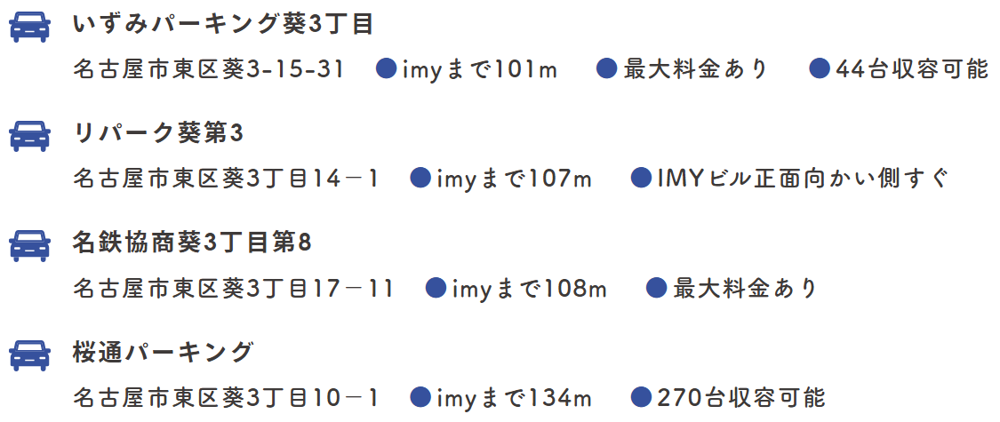 いずみパーキング葵3丁目
名古屋市東区葵3-15-31 ●imyまで101m ●最大料金あり ●44台収容可能
リパーク葵第3
名古屋市東区葵3丁目14－1 ●imyまで107m ●IMYビル正面向かい側すぐ
名鉄協商葵3丁目第8
名古屋市東区葵3丁目17－11 ●imyまで108m ●最大料金あり
桜通パーキング
名古屋市東区葵3丁目10－1 ●imyまで134m ●270台収容可能